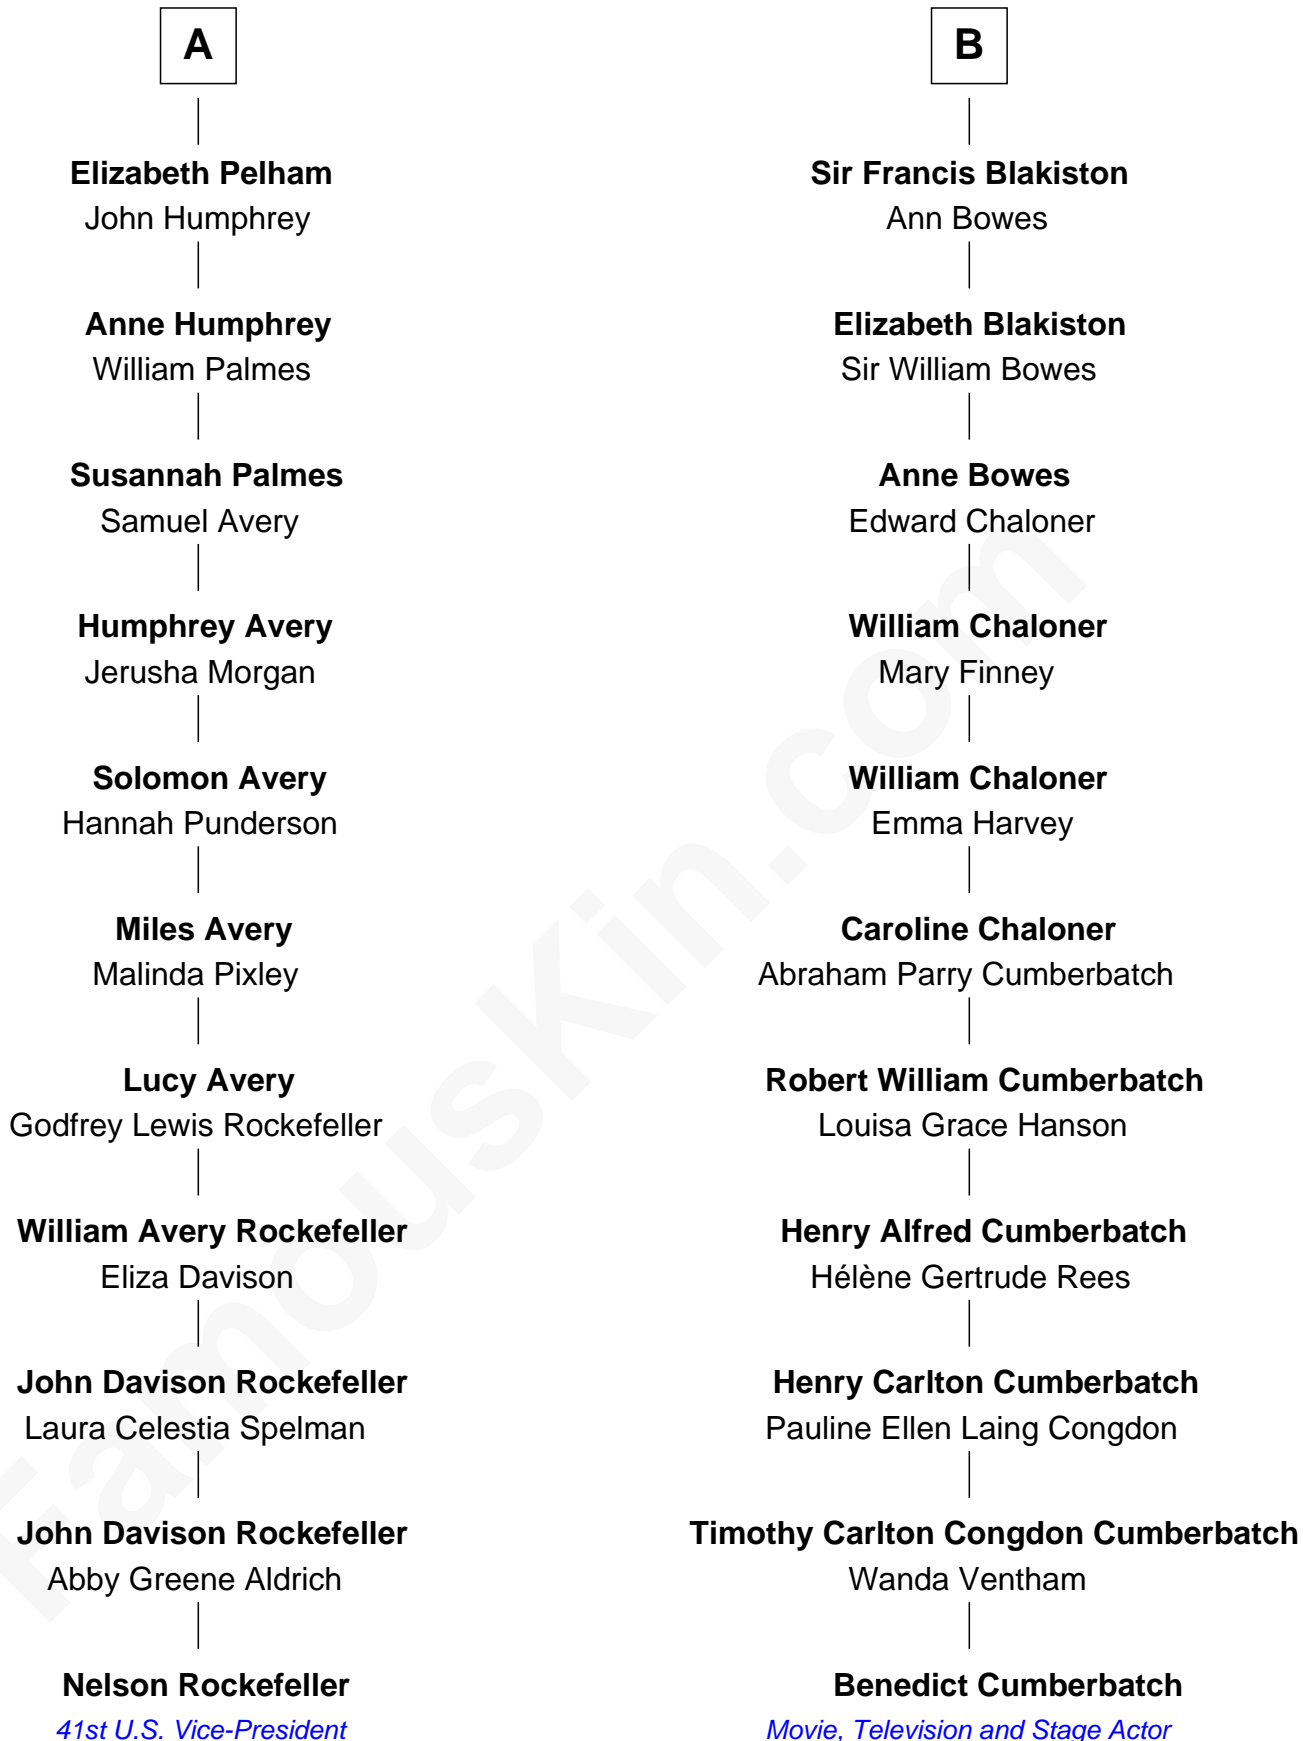 A
Elizabeth Pelham
John Humphrey
Anne Humphrey
William Palmes
Susannah Palmes
Samuel Avery
Humphrey Avery
Jerusha Morgan
Solomon Avery
Hannah Punderson
Miles Avery
Malinda Pixley
Lucy Avery
Godfrey Lewis Rockefeller
William Avery Rockefeller
Eliza Davison
John Davison Rockefeller
Laura Celestia Spelman
John Davison Rockefeller
Abby Greene Aldrich
Nelson Rockefeller
41st U.S. Vice-President
B
Sir Francis Blakiston
Ann Bowes
Elizabeth Blakiston
Sir William Bowes
Anne Bowes
Edward Chaloner
William Chaloner
Mary Finney
William Chaloner
Emma Harvey
Caroline Chaloner
Abraham Parry Cumberbatch
Robert William Cumberbatch
Louisa Grace Hanson
Henry Alfred Cumberbatch
Hélène Gertrude Rees
Henry Carlton Cumberbatch
Pauline Ellen Laing Congdon
Timothy Carlton Congdon Cumberbatch
Wanda Ventham
Benedict Cumberbatch
Movie, Television and Stage Actor
FamousKin.com